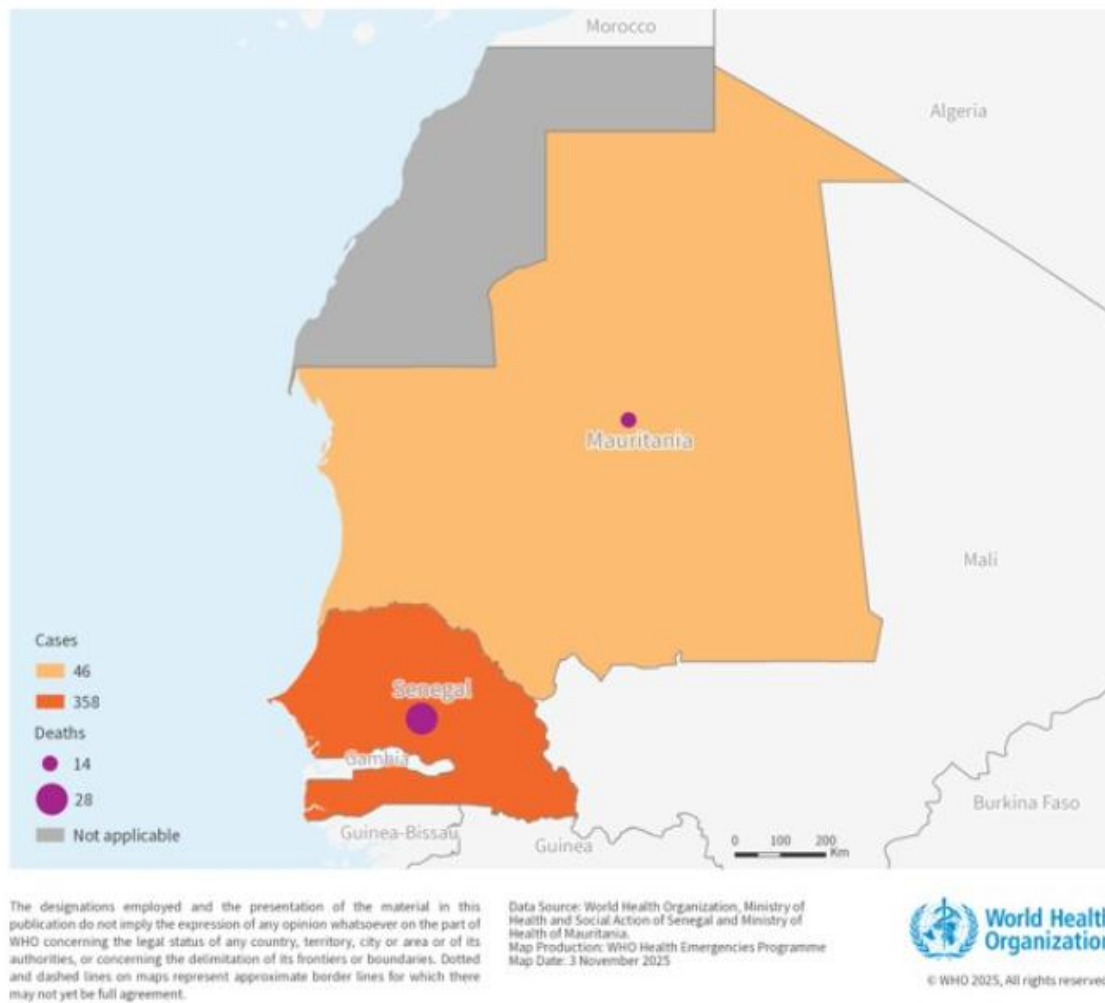 Morocco
Algeria
Mauritania
Mali
Senegal
Gambia
Guinea-Bissau
Guinea
Burkina Faso
Cases
46
358
Deaths
14
28
Not applicable
0 100 200
Km
The designations employed and the presentation of the material in this
publication do not imply the expression of any opinion whatsoever on the part of
WHO concerning the legal status of any country, territory, city or area or of its
authorities, or concerning the delimitation of its frontiers or boundaries. Dotted
and dashed lines on maps represent approximate border lines for which there
may not yet be full agreement.
Data Source: World Health Organization, Ministry of
Health and Social Action of Senegal and Ministry of
Health of Mauritania.
Map Production: WHO Health Emergencies Programme
Map Date: 3 November 2025
World Health
Organization
© WHO 2025, All rights reserved